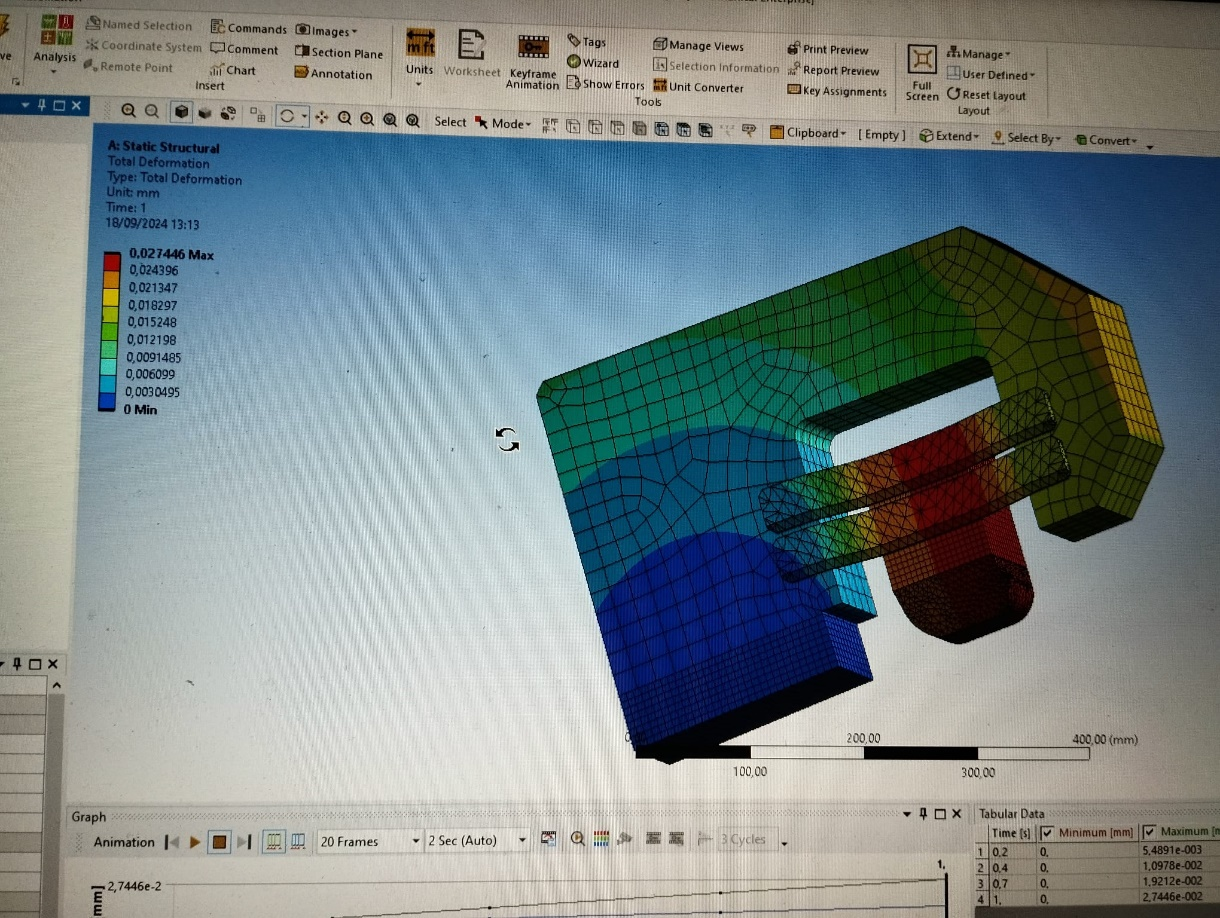 Named Selection
Commands
Images
Tags
Manage Views
Print Preview
Manage
Coordinate System
Comment
Section Plane
Wizard
Selection Information
Report Preview
User Defined
Analysis
Remote Point
Chart
Annotation
Units
Worksheet
Keyframe Animation
Show Errors
Unit Converter
Key Assignments
Full Screen
Reset Layout
Insert
Tools
Layout
Select
Mode
Clipboard
[ Empty ]
Extend
Select By
Convert
A: Static Structural
Total Deformation
Type: Total Deformation
Unit: mm
Time: 1
18/09/2024 13:13
0,027446 Max
0,024396
0,021347
0,018297
0,015248
0,012198
0,0091485
0,006099
0,0030495
0 Min
200,00
400,00 (mm)
100,00
300,00
Graph
Animation
20 Frames
2 Sec (Auto)
3 Cycles
2,7446e-2
[mm]
1,
Tabular Data
Time [s]
Minimum [mm]
Maximum
1 0,2 0, 5,4891e-003
2 0,4 0, 1,0978e-002
3 0,7 0, 1,9212e-002
4 1, 0, 2,7446e-002